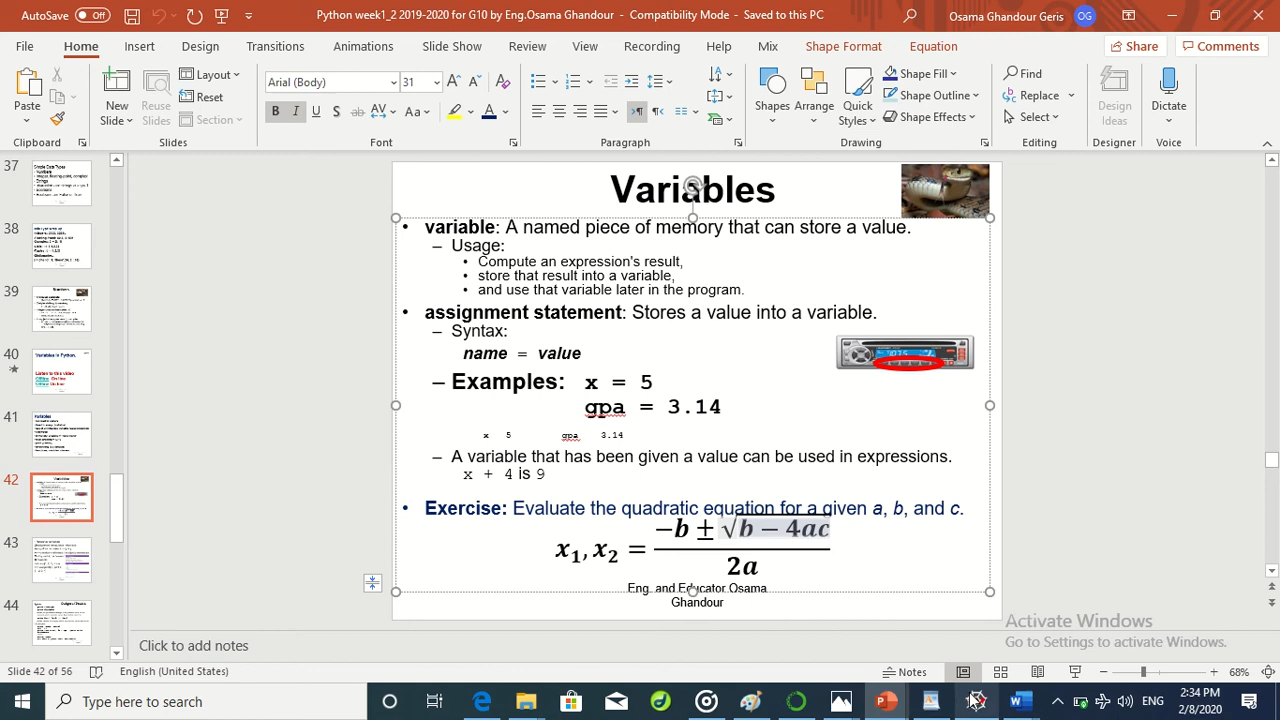 AutoSave Off Python week1_2 2019-2020 for G10 by Eng.Osama Ghandour - Compatibility Mode - Saved to this PC Osama Ghandour Geris OG
File Home Insert Design Transitions Animations Slide Show Review View Recording Help Mix Shape Format Equation Share Comments
Paste New Slide Reuse Slides Layout Reset Section Arial (Body) 31 Shapes Arrange Quick Styles Shape Fill Shape Outline Shape Effects Find Replace Select Design Ideas Dictate
Clipboard Slides Font Paragraph Drawing Editing Designer Voice
37
38
39
40
Variables in Python.
41
42
43
44
Variables
• variable: A named piece of memory that can store a value.
– Usage:
• Compute an expression's result,
• store that result into a variable,
• and use that variable later in the program.
• assignment statement: Stores a value into a variable.
– Syntax:
name = value
– Examples: x = 5
gpa = 3.14
x 5 gpa 3.14
– A variable that has been given a value can be used in expressions.
x + 4 is 9
• Exercise: Evaluate the quadratic equation for a given a, b, and c.
x₁, x₂ = −b ± √b − 4ac
2a
Eng. and Educator Osama
Ghandour
Activate Windows
Go to Settings to activate Windows.
Click to add notes
Slide 42 of 56 English (United States) Notes 68%
Type here to search ENG 2:34 PM
2/8/2020